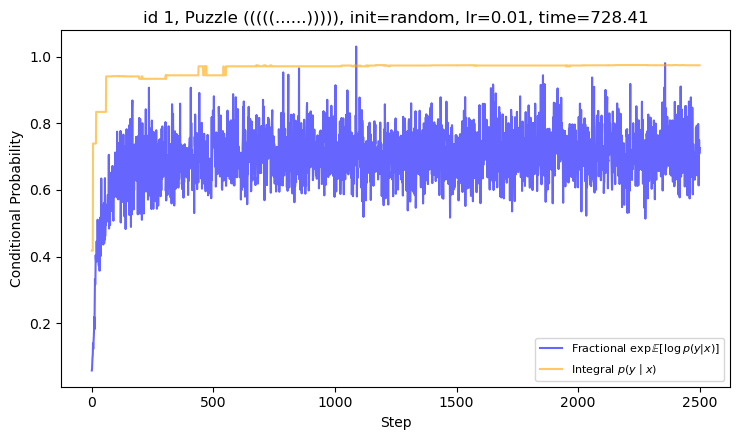 id 1, Puzzle (((((......))))), init=random, lr=0.01, time=728.41
Conditional Probability
1.0
0.8
0.6
0.4
0.2
0
500
1000
1500
2000
2500
Step
Fractional exp 𝔼[log p(y|x)]
Integral p(y | x)